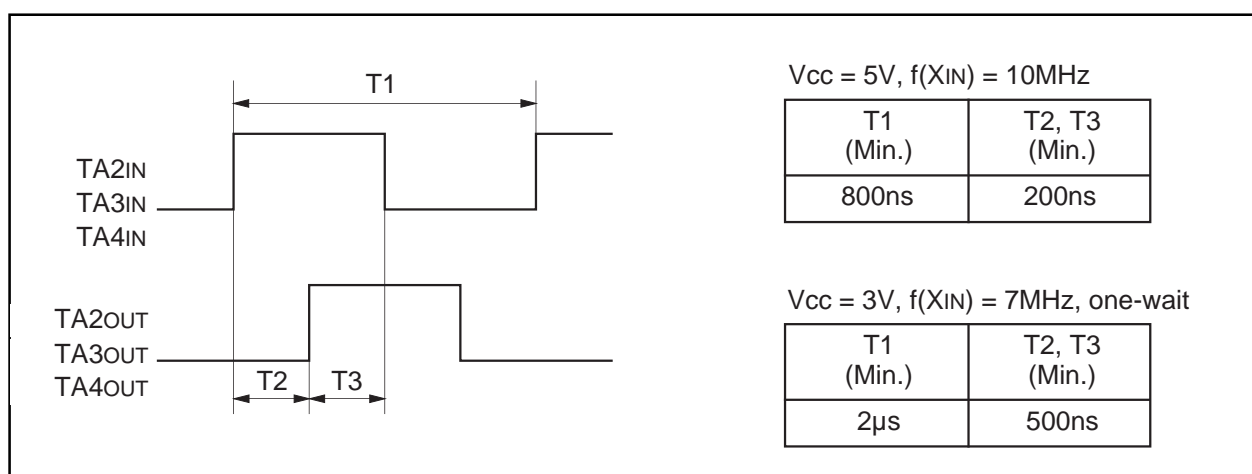 T1
TA2IN
TA3IN
TA4IN
TA2OUT
TA3OUT
TA4OUT
T2
T3
Vcc = 5V, f(XIN) = 10MHz
T1
(Min.)
T2, T3
(Min.)
800ns
200ns
Vcc = 3V, f(XIN) = 7MHz, one-wait
T1
(Min.)
T2, T3
(Min.)
2µs
500ns